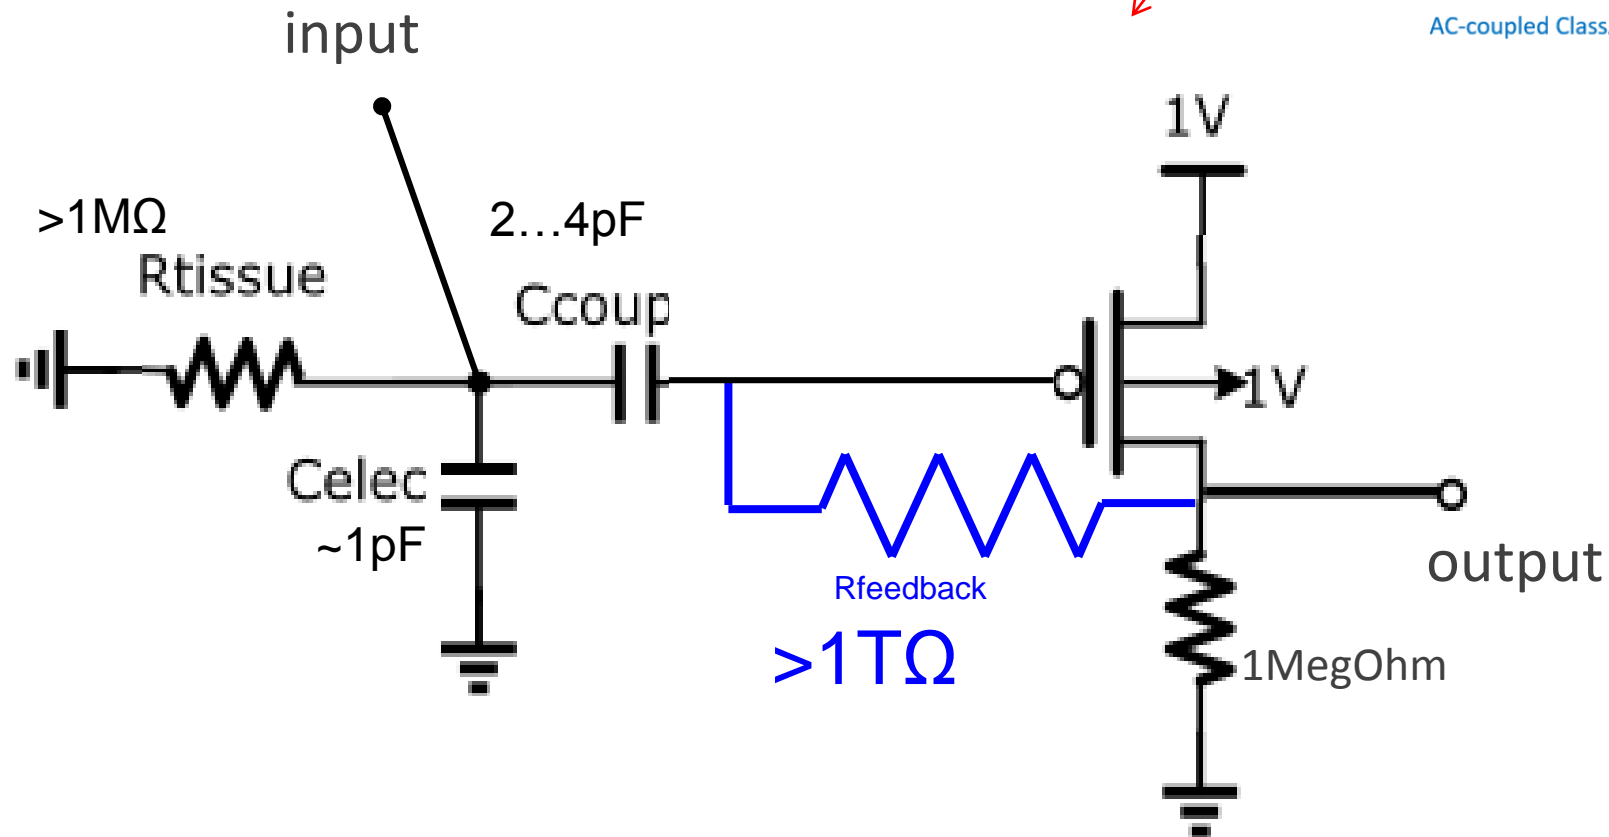 input
AC-coupled Class
1V
>1MΩ
2…4pF
Rtissue
Ccoup
1V
Celec
~1pF
Rfeedback
>1TΩ
output
1MegOhm